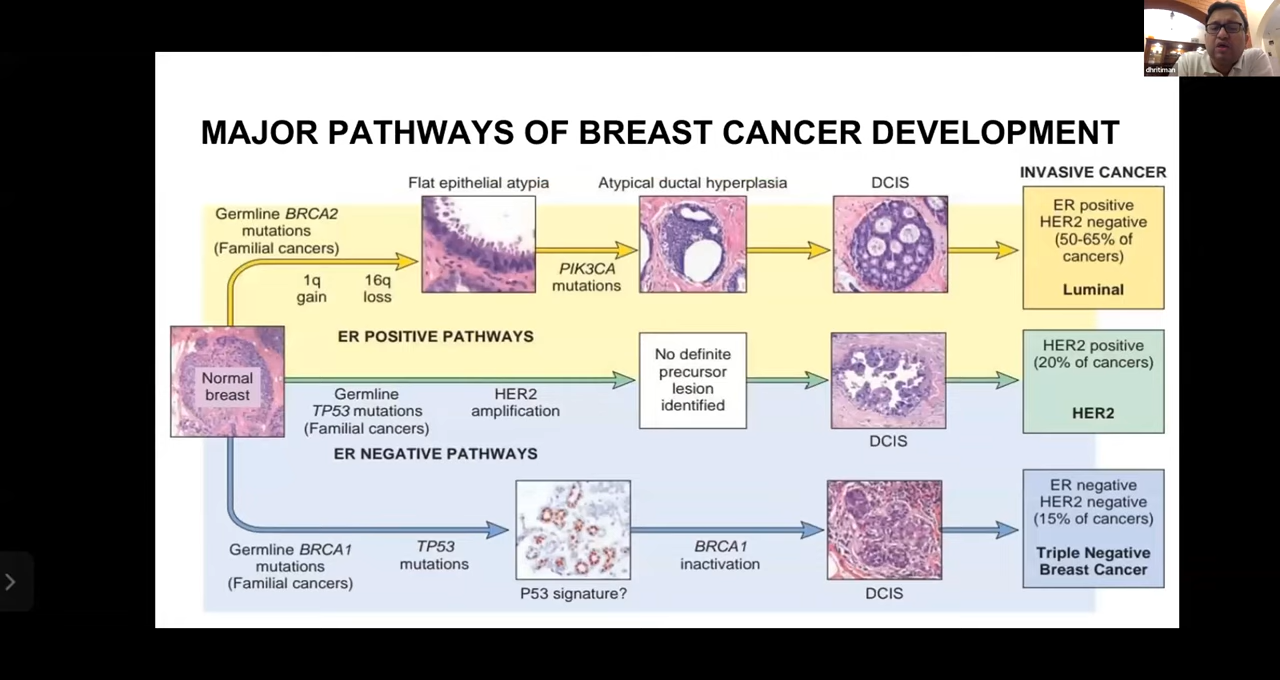 dhritiman
MAJOR PATHWAYS OF BREAST CANCER DEVELOPMENT
Flat epithelial atypia
Atypical ductal hyperplasia
DCIS
INVASIVE CANCER
Germline BRCA2
mutations
(Familial cancers)
1q
gain
16q
loss
PIK3CA
mutations
ER positive
HER2 negative
(50-65% of
cancers)
Luminal
ER POSITIVE PATHWAYS
Normal
breast
Germline
TP53 mutations
(Familial cancers)
HER2
amplification
No definite
precursor
lesion
identified
DCIS
HER2 positive
(20% of cancers)
HER2
ER NEGATIVE PATHWAYS
Germline BRCA1
mutations
(Familial cancers)
TP53
mutations
P53 signature?
BRCA1
inactivation
DCIS
ER negative
HER2 negative
(15% of cancers)
Triple Negative
Breast Cancer